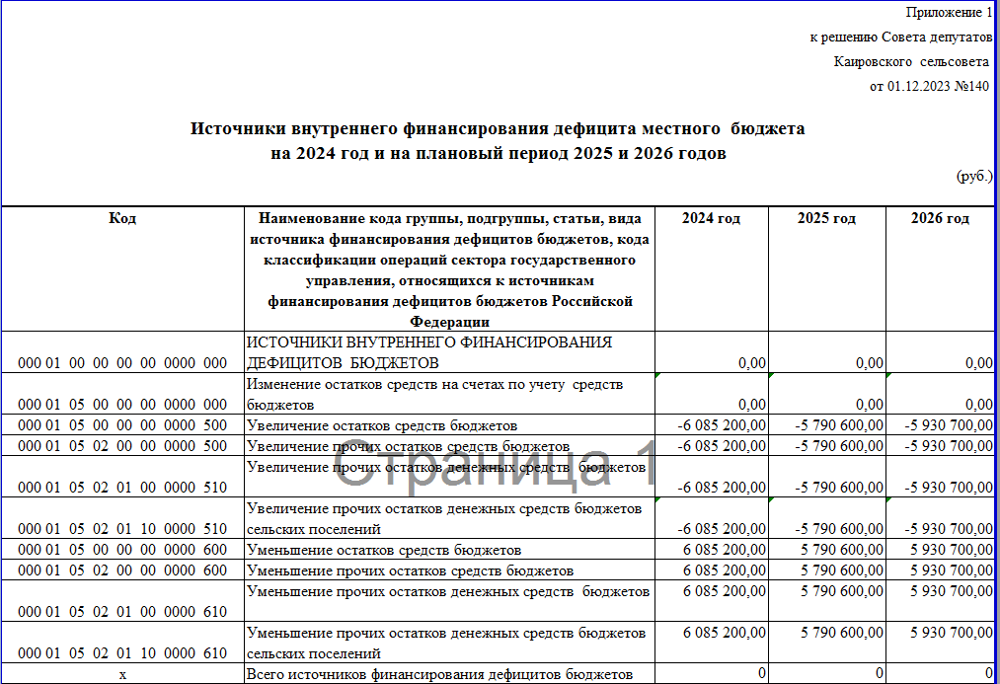 Приложение 1
к решению Совета депутатов
Каировского сельсовета
от 01.12.2023 №140
Источники внутреннего финансирования дефицита местного бюджета
на 2024 год и на плановый период 2025 и 2026 годов
(руб.)
Код Наименование кода группы, подгруппы, статьи, вида 2024 год 2025 год 2026 год
источника финансирования дефицитов бюджетов, кода
классификации операций сектора государственного
управления, относящихся к источникам
финансирования дефицитов бюджетов Российской
Федерации
ИСТОЧНИКИ ВНУТРЕННЕГО ФИНАНСИРОВАНИЯ
000 01 00 00 00 00 0000 000 ДЕФИЦИТОВ БЮДЖЕТОВ 0,00 0,00 0,00
Изменение остатков средств на счетах по учету средств
000 01 05 00 00 00 0000 000 бюджетов 0,00 0,00 0,00
000 01 05 00 00 00 0000 500 Увеличение остатков средств бюджетов -6 085 200,00 -5 790 600,00 -5 930 700,00
000 01 05 02 00 00 0000 500 Увеличение прочих остатков средств бюджетов -6 085 200,00 -5 790 600,00 -5 930 700,00
Увеличение прочих остатков денежных средств бюджетов
Страница 1
000 01 05 02 01 00 0000 510 -6 085 200,00 -5 790 600,00 -5 930 700,00
Увеличение прочих остатков денежных средств бюджетов
000 01 05 02 01 10 0000 510 сельских поселений -6 085 200,00 -5 790 600,00 -5 930 700,00
000 01 05 00 00 00 0000 600 Уменьшение остатков средств бюджетов 6 085 200,00 5 790 600,00 5 930 700,00
000 01 05 02 00 00 0000 600 Уменьшение прочих остатков средств бюджетов 6 085 200,00 5 790 600,00 5 930 700,00
Уменьшение прочих остатков денежных средств бюджетов 6 085 200,00 5 790 600,00 5 930 700,00
000 01 05 02 01 00 0000 610
Уменьшение прочих остатков денежных средств бюджетов 6 085 200,00 5 790 600,00 5 930 700,00
000 01 05 02 01 10 0000 610 сельских поселений
х Всего источников финансирования дефицитов бюджетов 0 0 0